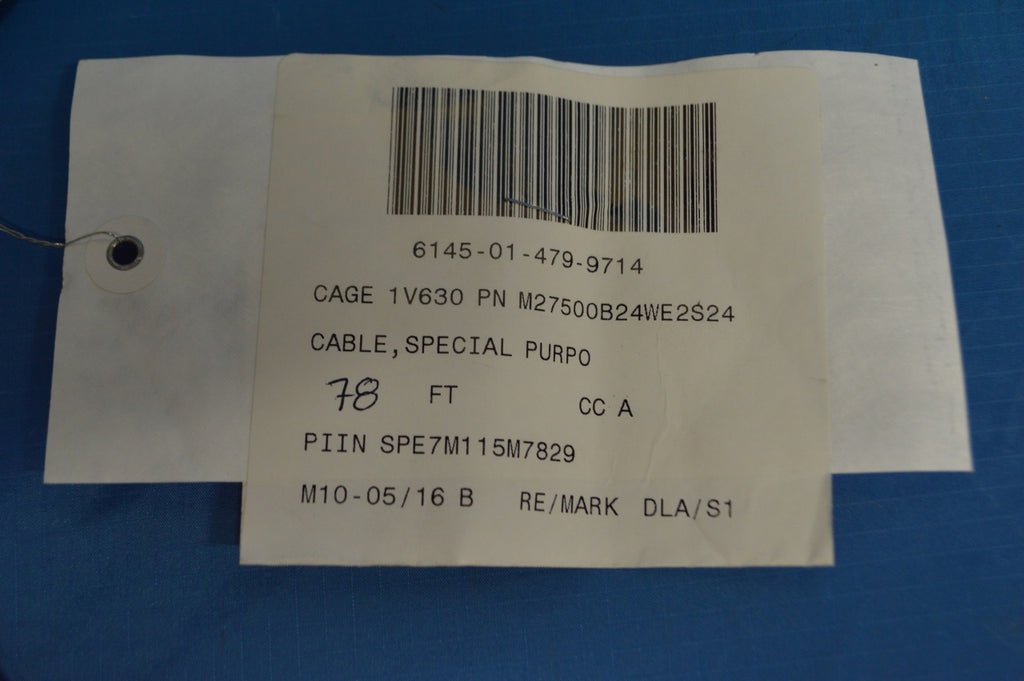 6145-01-479-9714
CAGE 1V630 PN M27500B24WE2S24
CABLE,SPECIAL PURPO
78 FT CC A
PIIN SPE7M115M7829
M10-05/16 B RE/MARK DLA/S1